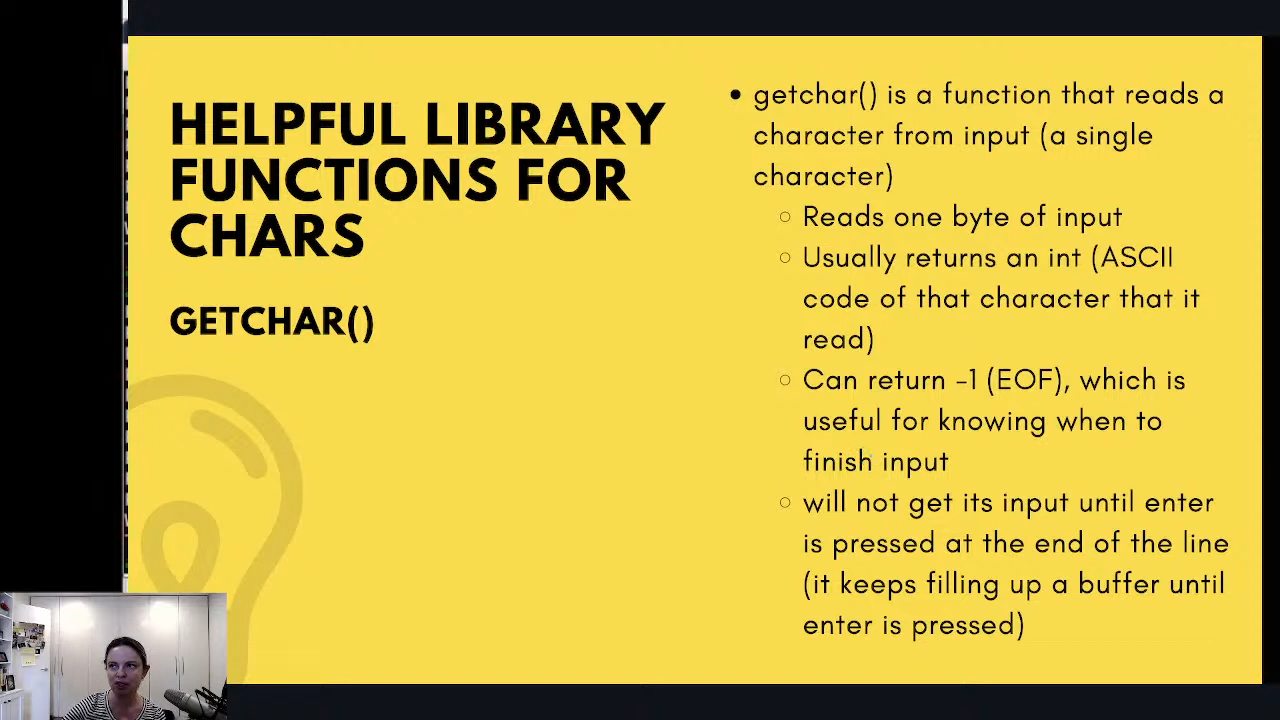 HELPFUL LIBRARY
FUNCTIONS FOR
CHARS
GETCHAR()
getchar() is a function that reads a
character from input (a single
character)
Reads one byte of input
Usually returns an int (ASCII
code of that character that it
read)
Can return -1 (EOF), which is
useful for knowing when to
finish input
will not get its input until enter
is pressed at the end of the line
(it keeps filling up a buffer until
enter is pressed)